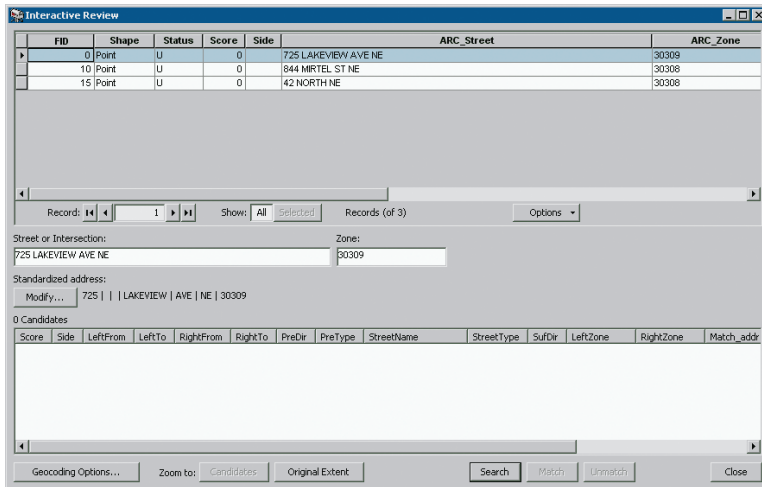 Interactive Review
FID Shape Status Score Side ARC_Street ARC_Zone
0 Point U 0 725 LAKEVIEW AVE NE 30309
10 Point U 0 844 MIRTEL ST NE 30308
15 Point U 0 42 NORTH NE 30308
Record: 1 Show: All Selected Records (of 3) Options
Street or Intersection: Zone:
725 LAKEVIEW AVE NE 30309
Standardized address:
Modify... 725 | | | LAKEVIEW | AVE | NE | 30309
0 Candidates
Score Side LeftFrom LeftTo RightFrom RightTo PreDir PreType StreetName StreetType SufDir LeftZone RightZone Match_addr
Geocoding Options... Zoom to: Candidates Original Extent Search Match Unmatch Close